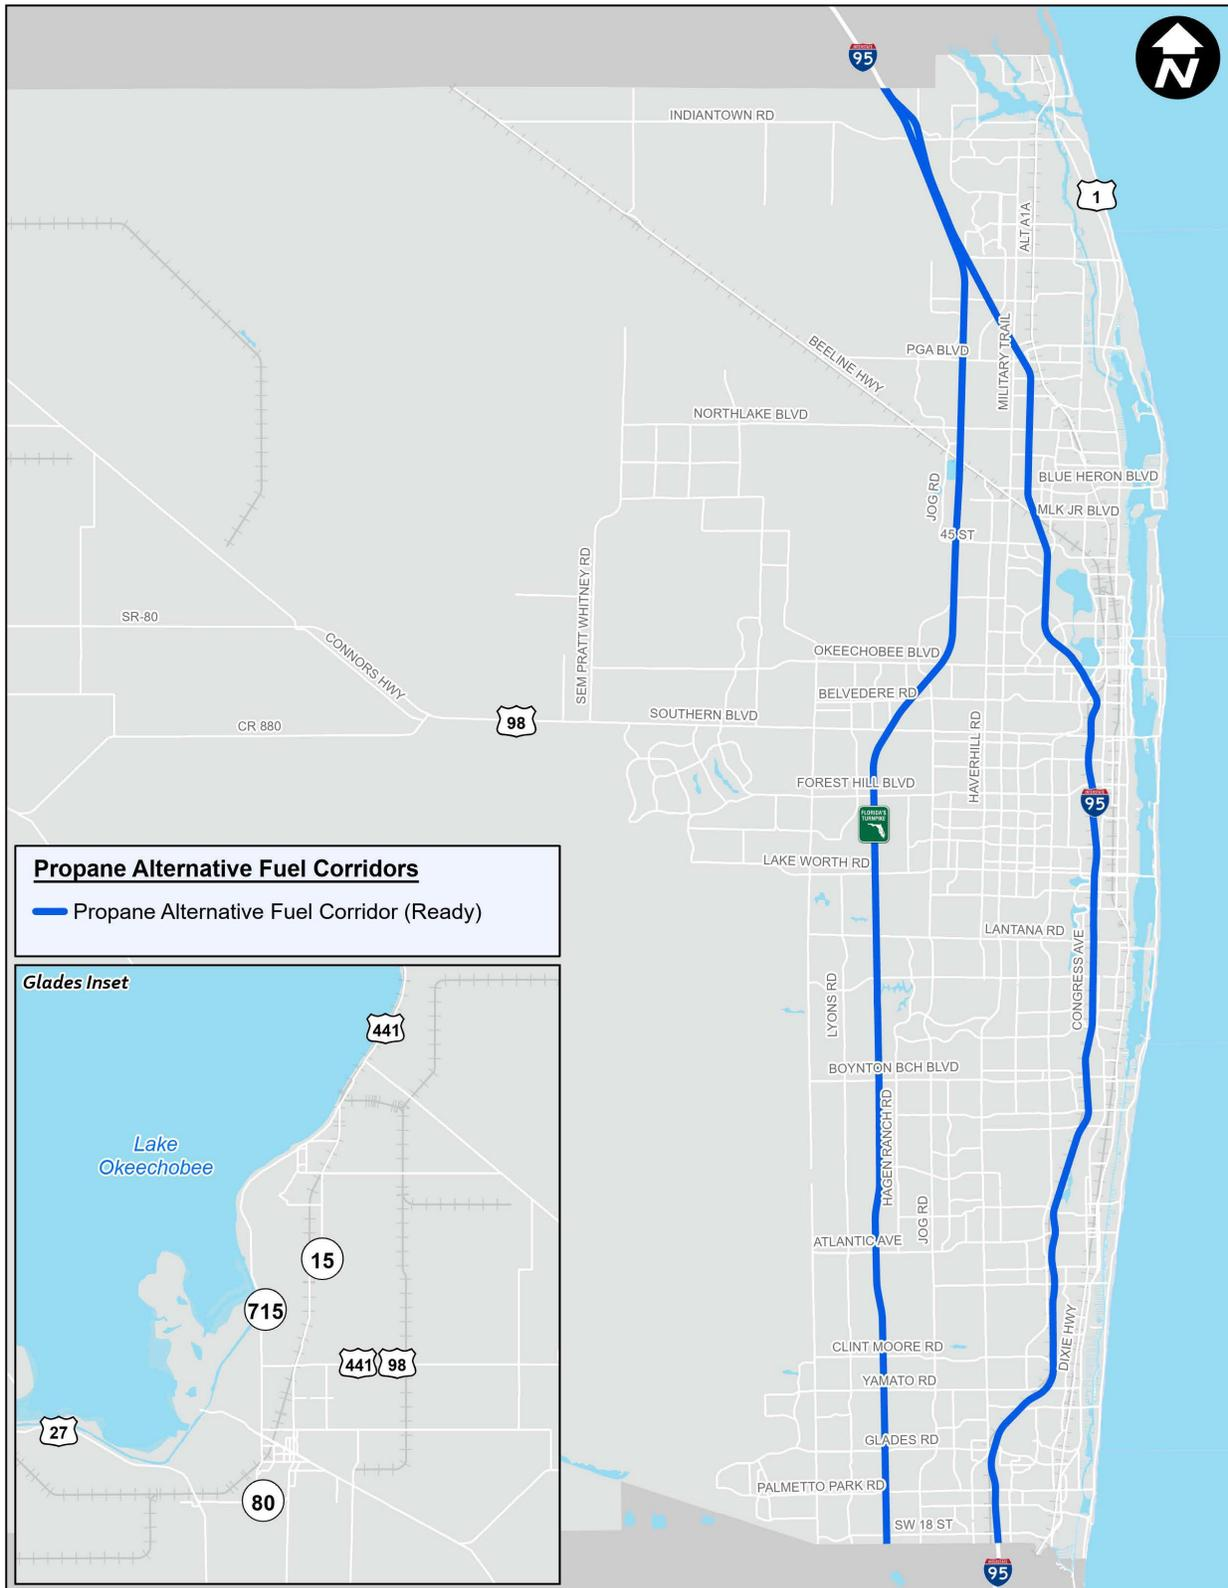 INTERSTATE
95
N
INDIANTOWN RD
1
ALT A1A
MILITARY TRAIL
BEELINE HWY
PGA BLVD
NORTHLAKE BLVD
JOG RD
BLUE HERON BLVD
MLK JR BLVD
45 ST
SEM PRATT WHITNEY RD
SR-80
CONNORS HWY
OKEECHOBEE BLVD
BELVEDERE RD
CR 880
98
SOUTHERN BLVD
HAVERHILL RD
FOREST HILL BLVD
INTERSTATE
95
FLORIDA'S
TURNPIKE
LAKE WORTH RD
Propane Alternative Fuel Corridors
Propane Alternative Fuel Corridor (Ready)
LANTANA RD
CONGRESS AVE
LYONS RD
BOYNTON BCH BLVD
HAGEN RANCH RD
JOG RD
ATLANTIC AVE
DIXIE HWY
CLINT MOORE RD
YAMATO RD
GLADES RD
PALMETTO PARK RD
SW 18 ST
INTERSTATE
95
Glades Inset
441
Lake
Okeechobee
15
715
441 98
27
80